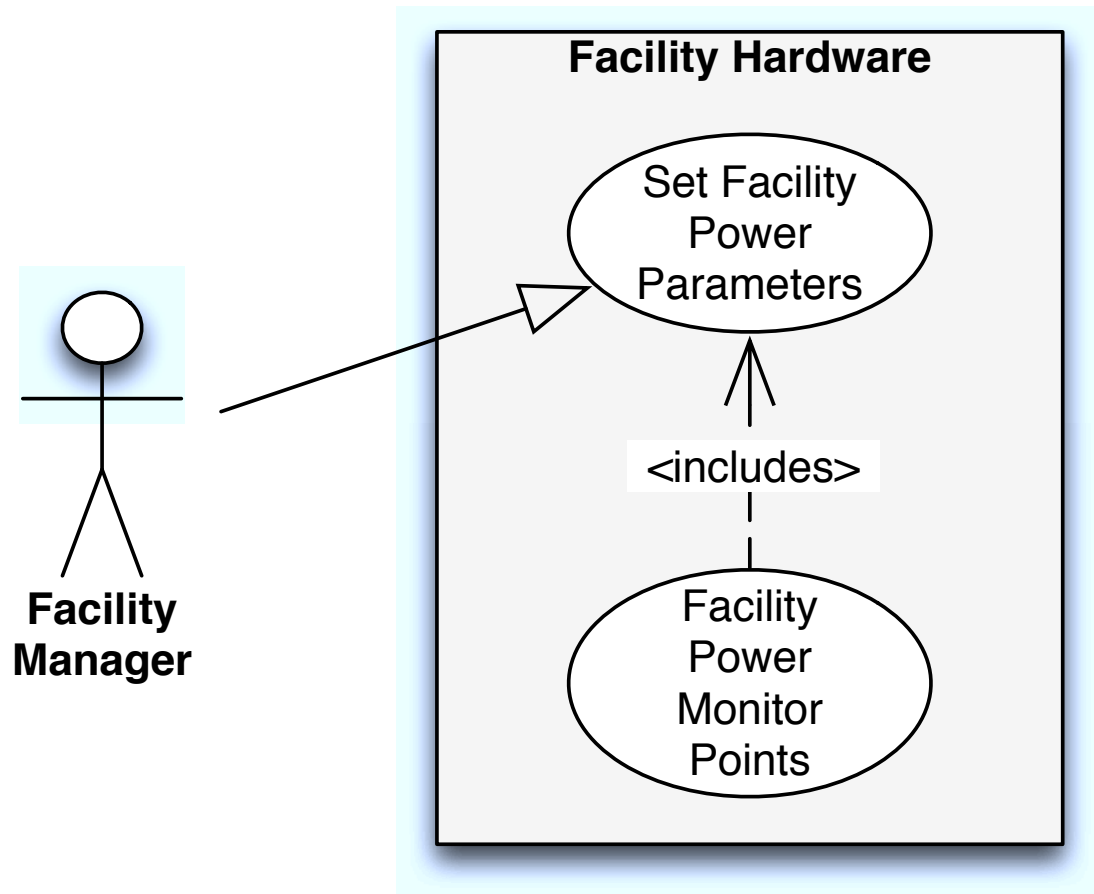 Facility Hardware
Set Facility
Power
Parameters
<includes>
Facility
Power
Monitor
Points
Facility
Manager